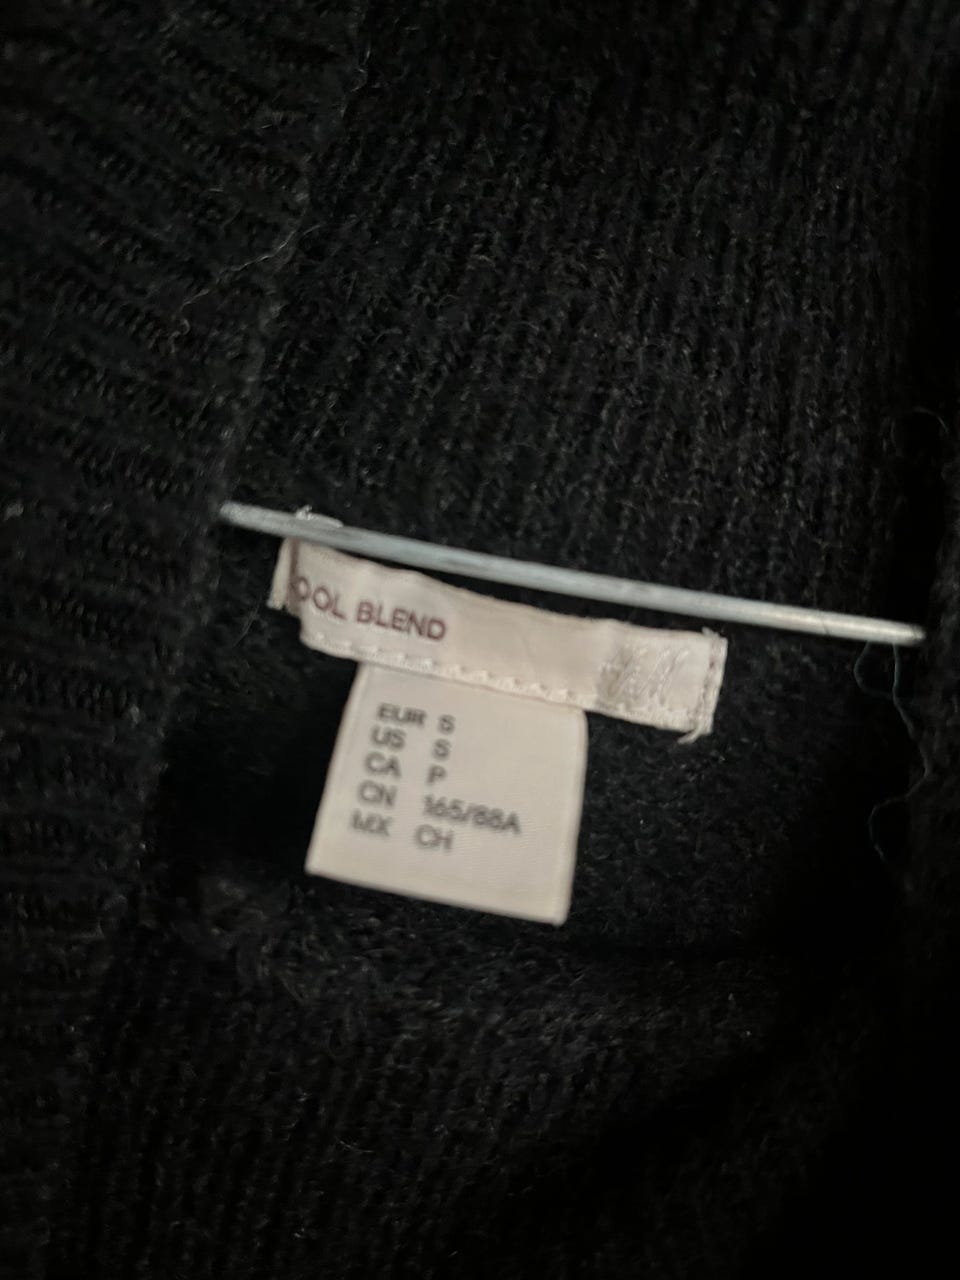 OOL BLEND
H&M
EUR S
US S
CA P
CN 165/88A
MX CH